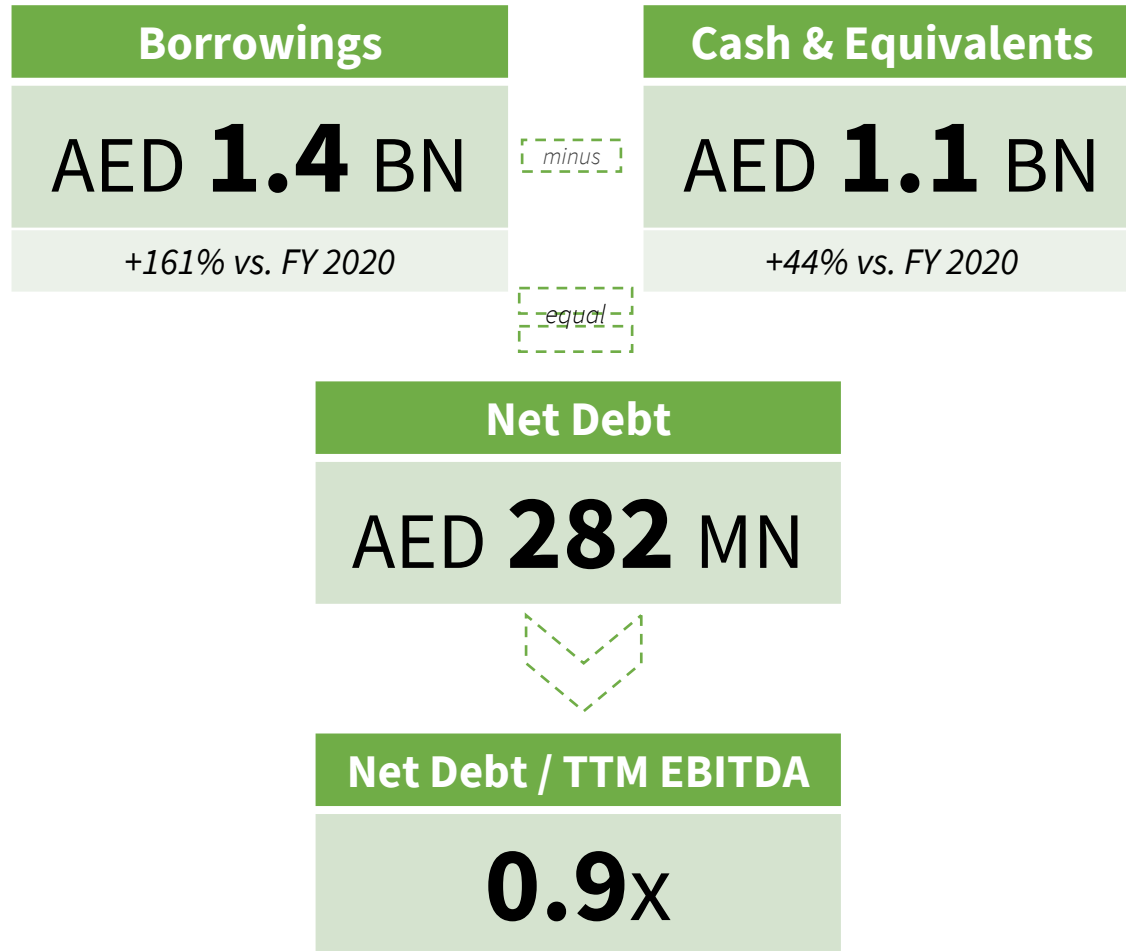 Borrowings
AED 1.4 BN
+161% vs. FY 2020
minus
Cash & Equivalents
AED 1.1 BN
+44% vs. FY 2020
equal
Net Debt
AED 282 MN
Net Debt / TTM EBITDA
0.9x